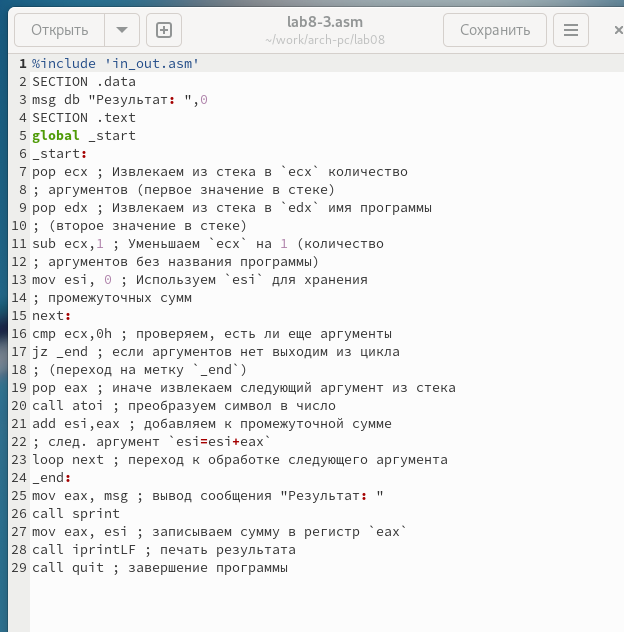 Открыть
lab8-3.asm
~/work/arch-pc/lab08
Сохранить
1 %include 'in_out.asm'
2 SECTION .data
3 msg db "Результат: ",0
4 SECTION .text
5 global _start
6 _start:
7 pop ecx ; Извлекаем из стека в `ecx` количество
8 ; аргументов (первое значение в стеке)
9 pop edx ; Извлекаем из стека в `edx` имя программы
10 ; (второе значение в стеке)
11 sub ecx,1 ; Уменьшаем `ecx` на 1 (количество
12 ; аргументов без названия программы)
13 mov esi, 0 ; Используем `esi` для хранения
14 ; промежуточных сумм
15 next:
16 cmp ecx,0h ; проверяем, есть ли еще аргументы
17 jz _end ; если аргументов нет выходим из цикла
18 ; (переход на метку `_end`)
19 pop eax ; иначе извлекаем следующий аргумент из стека
20 call atoi ; преобразуем символ в число
21 add esi,eax ; добавляем к промежуточной сумме
22 ; след. аргумент `esi=esi+eax`
23 loop next ; переход к обработке следующего аргумента
24 _end:
25 mov eax, msg ; вывод сообщения "Результат: "
26 call sprint
27 mov eax, esi ; записываем сумму в регистр `eax`
28 call iprintLF ; печать результата
29 call quit ; завершение программы